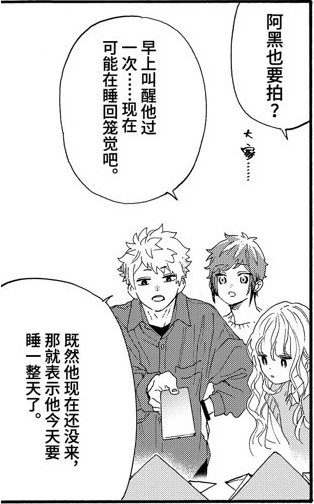 阿黑也要拍？
大家……
早上叫醒他过
一次……现在
可能在睡回笼觉吧。
既然他现在还没来，
那就表示他今天要
睡一整天了。